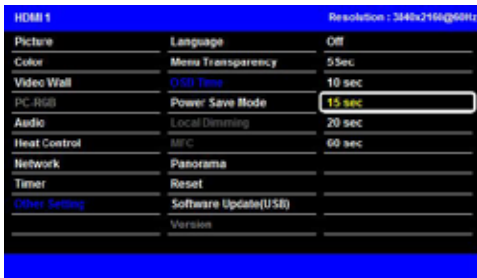 HDMI 1
Resolution : 3840x2160@60Hz
Picture
Language
Off
Color
Menu Transparency
5Sec
Video Wall
OSD Time
10 sec
PC-RGB
Power Save Mode
15 sec
Audio
Local Dimming
20 sec
Heat Control
MFC
60 sec
Network
Panorama
Timer
Reset
Other Setting
Software Update(USB)
Version